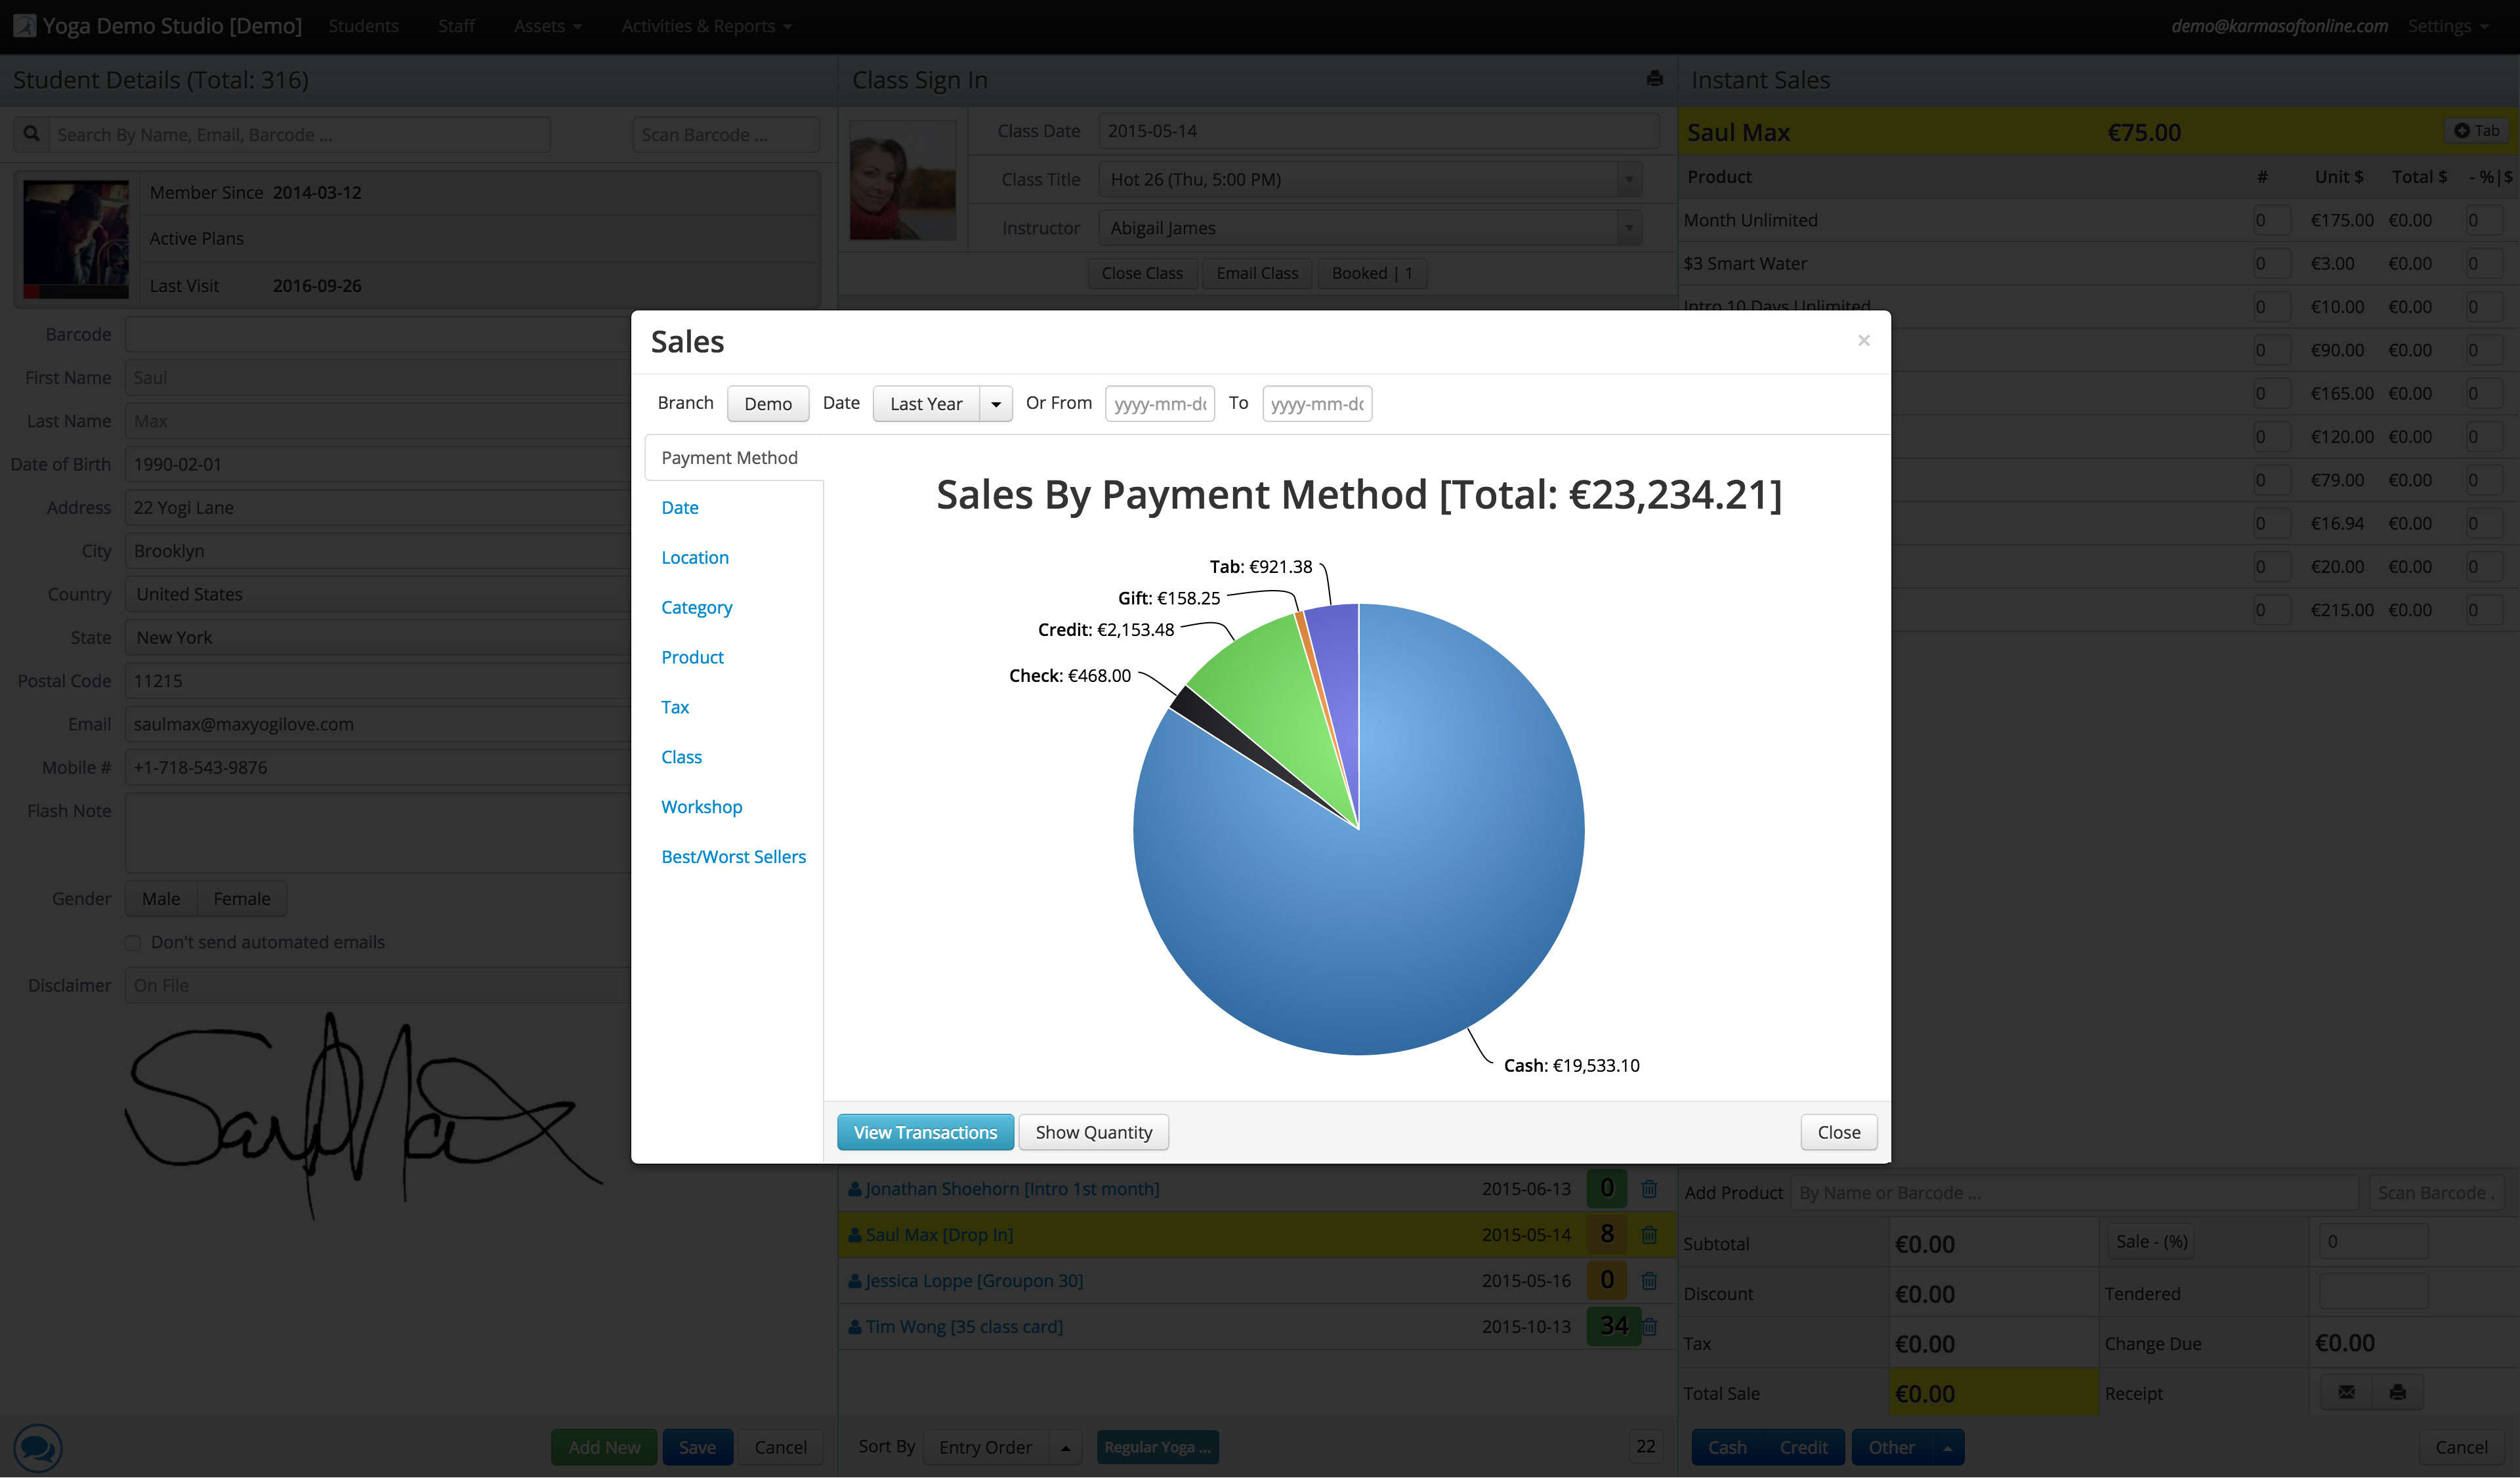 Yoga Demo Studio [Demo] Students Staff Assets Activities & Reports demo@karmasoftonline.com Settings
Student Details (Total: 316)
Search By Name, Email, Barcode ... Scan Barcode ...
Member Since 2014-03-12
Active Plans
Last Visit 2016-09-26
Barcode
First Name Saul
Last Name Max
Date of Birth 1990-02-01
Address 22 Yogi Lane
City Brooklyn
Country United States
State New York
Postal Code 11215
Email saulmax@maxyogilove.com
Mobile # +1-718-543-9876
Flash Note
Gender Male Female
Don't send automated emails
Disclaimer On File
Saul Max
Add New Save Cancel
Class Sign In
Class Date 2015-05-14
Class Title Hot 26 (Thu, 5:00 PM)
Instructor Abigail James
Close Class Email Class Booked | 1
Sales ×
Branch Demo Date Last Year Or From yyyy-mm-dd To yyyy-mm-dd
Payment Method
Date
Location
Category
Product
Tax
Class
Workshop
Best/Worst Sellers
Sales By Payment Method [Total: €23,234.21]
Tab: €921.38
Gift: €158.25
Credit: €2,153.48
Check: €468.00
Cash: €19,533.10
View Transactions Show Quantity Close
Jonathan Shoehorn [Intro 1st month] 2015-06-13 0
Saul Max [Drop In] 2015-05-14 8
Jessica Loppe [Groupon 30] 2015-05-16 0
Tim Wong [35 class card] 2015-10-13 34
Sort By Entry Order Regular Yoga ... 22
Instant Sales
Saul Max €75.00 Tab
Product # Unit $ Total $ - %|$
Month Unlimited 0 €175.00 €0.00 0
$3 Smart Water 0 €3.00 €0.00 0
Intro 10 Days Unlimited 0 €10.00 €0.00 0
0 €90.00 €0.00 0
0 €165.00 €0.00 0
0 €120.00 €0.00 0
0 €79.00 €0.00 0
0 €16.94 €0.00 0
0 €20.00 €0.00 0
0 €215.00 €0.00 0
Add Product By Name or Barcode ... Scan Barcode .
Subtotal €0.00 Sale - (%) 0
Discount €0.00 Tendered
Tax €0.00 Change Due €0.00
Total Sale €0.00 Receipt
Cash Credit Other Cancel